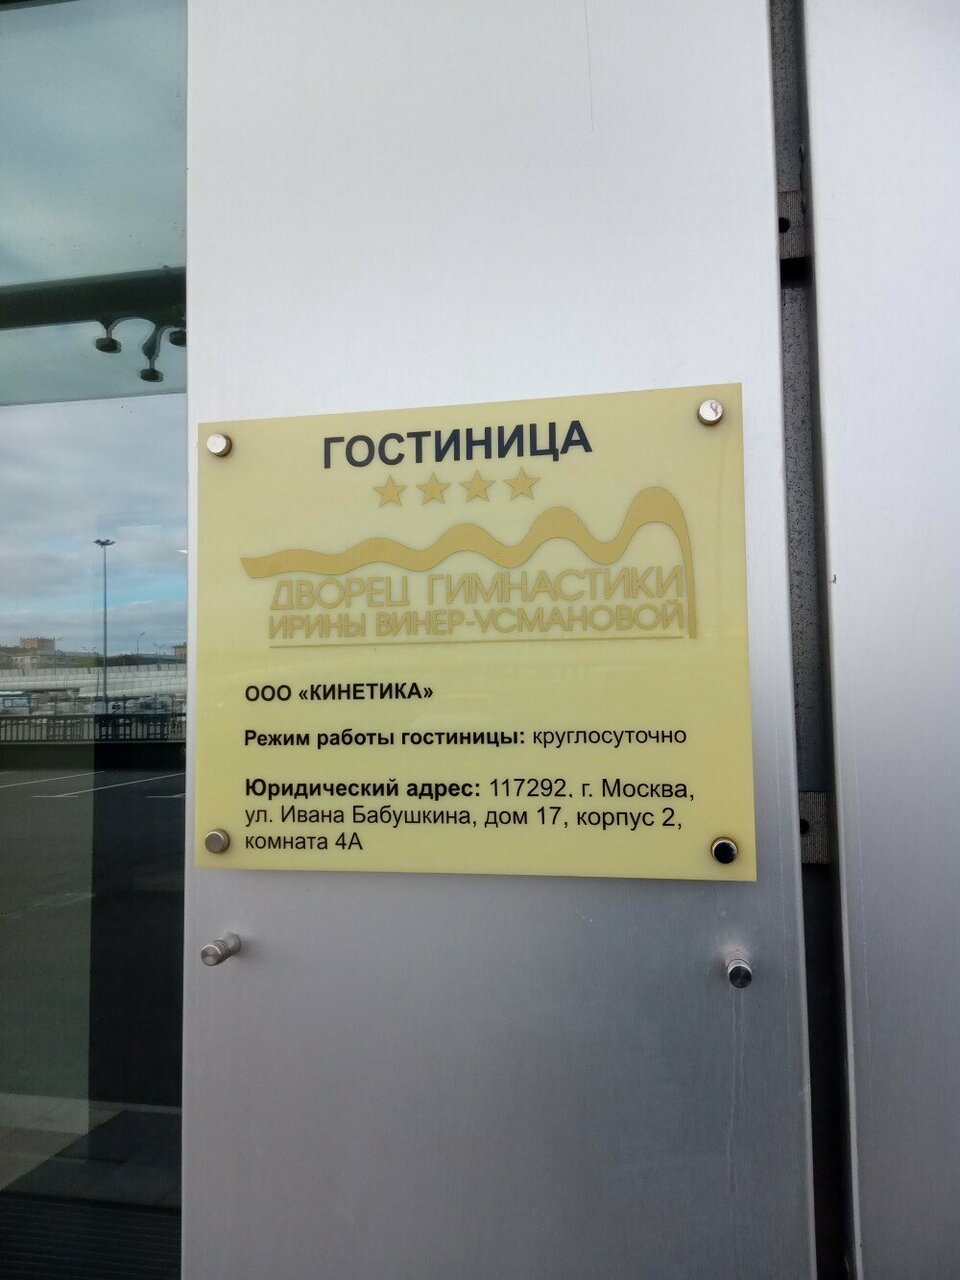 ГОСТИНИЦА
ДВОРЕЦ ГИМНАСТИКИ
ИРИНЫ ВИНЕР-УСМАНОВОЙ
ООО «КИНЕТИКА»
Режим работы гостиницы: круглосуточно
Юридический адрес: 117292, г. Москва,
ул. Ивана Бабушкина, дом 17, корпус 2,
комната 4А